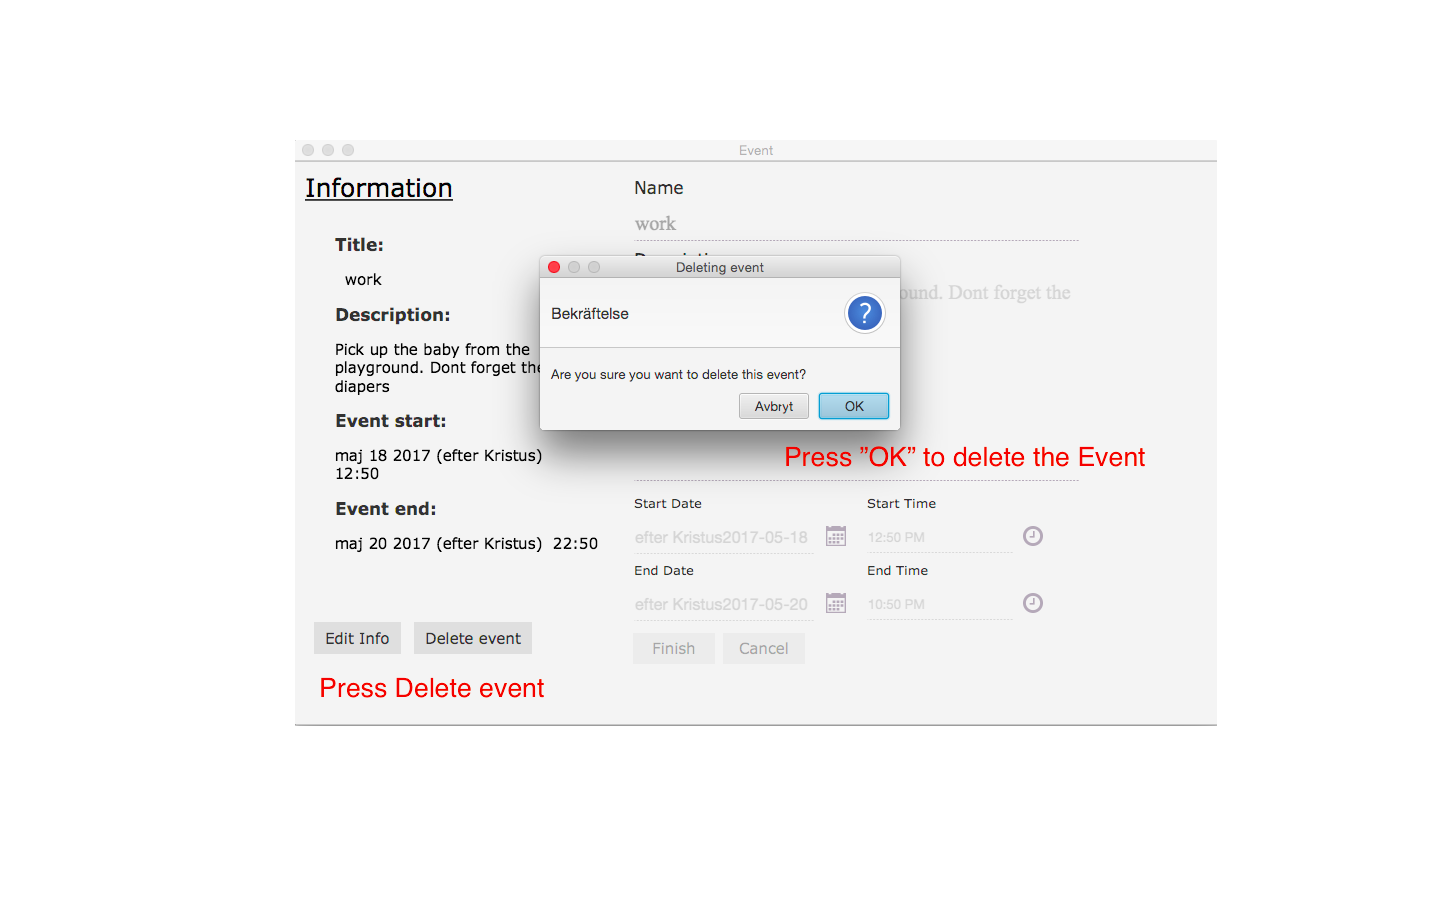 Event
Information
Title:
work
Description:
Pick up the baby from the
playground. Dont forget the
diapers
Event start:
maj 18 2017 (efter Kristus)
12:50
Event end:
maj 20 2017 (efter Kristus) 22:50
Edit Info
Delete event
Press Delete event
Name
work
ound. Dont forget the
Deleting event
Bekräftelse
?
Are you sure you want to delete this event?
Avbryt
OK
Press ”OK” to delete the Event
Start Date
Start Time
efter Kristus2017-05-18
12:50 PM
End Date
End Time
efter Kristus2017-05-20
10:50 PM
Finish
Cancel